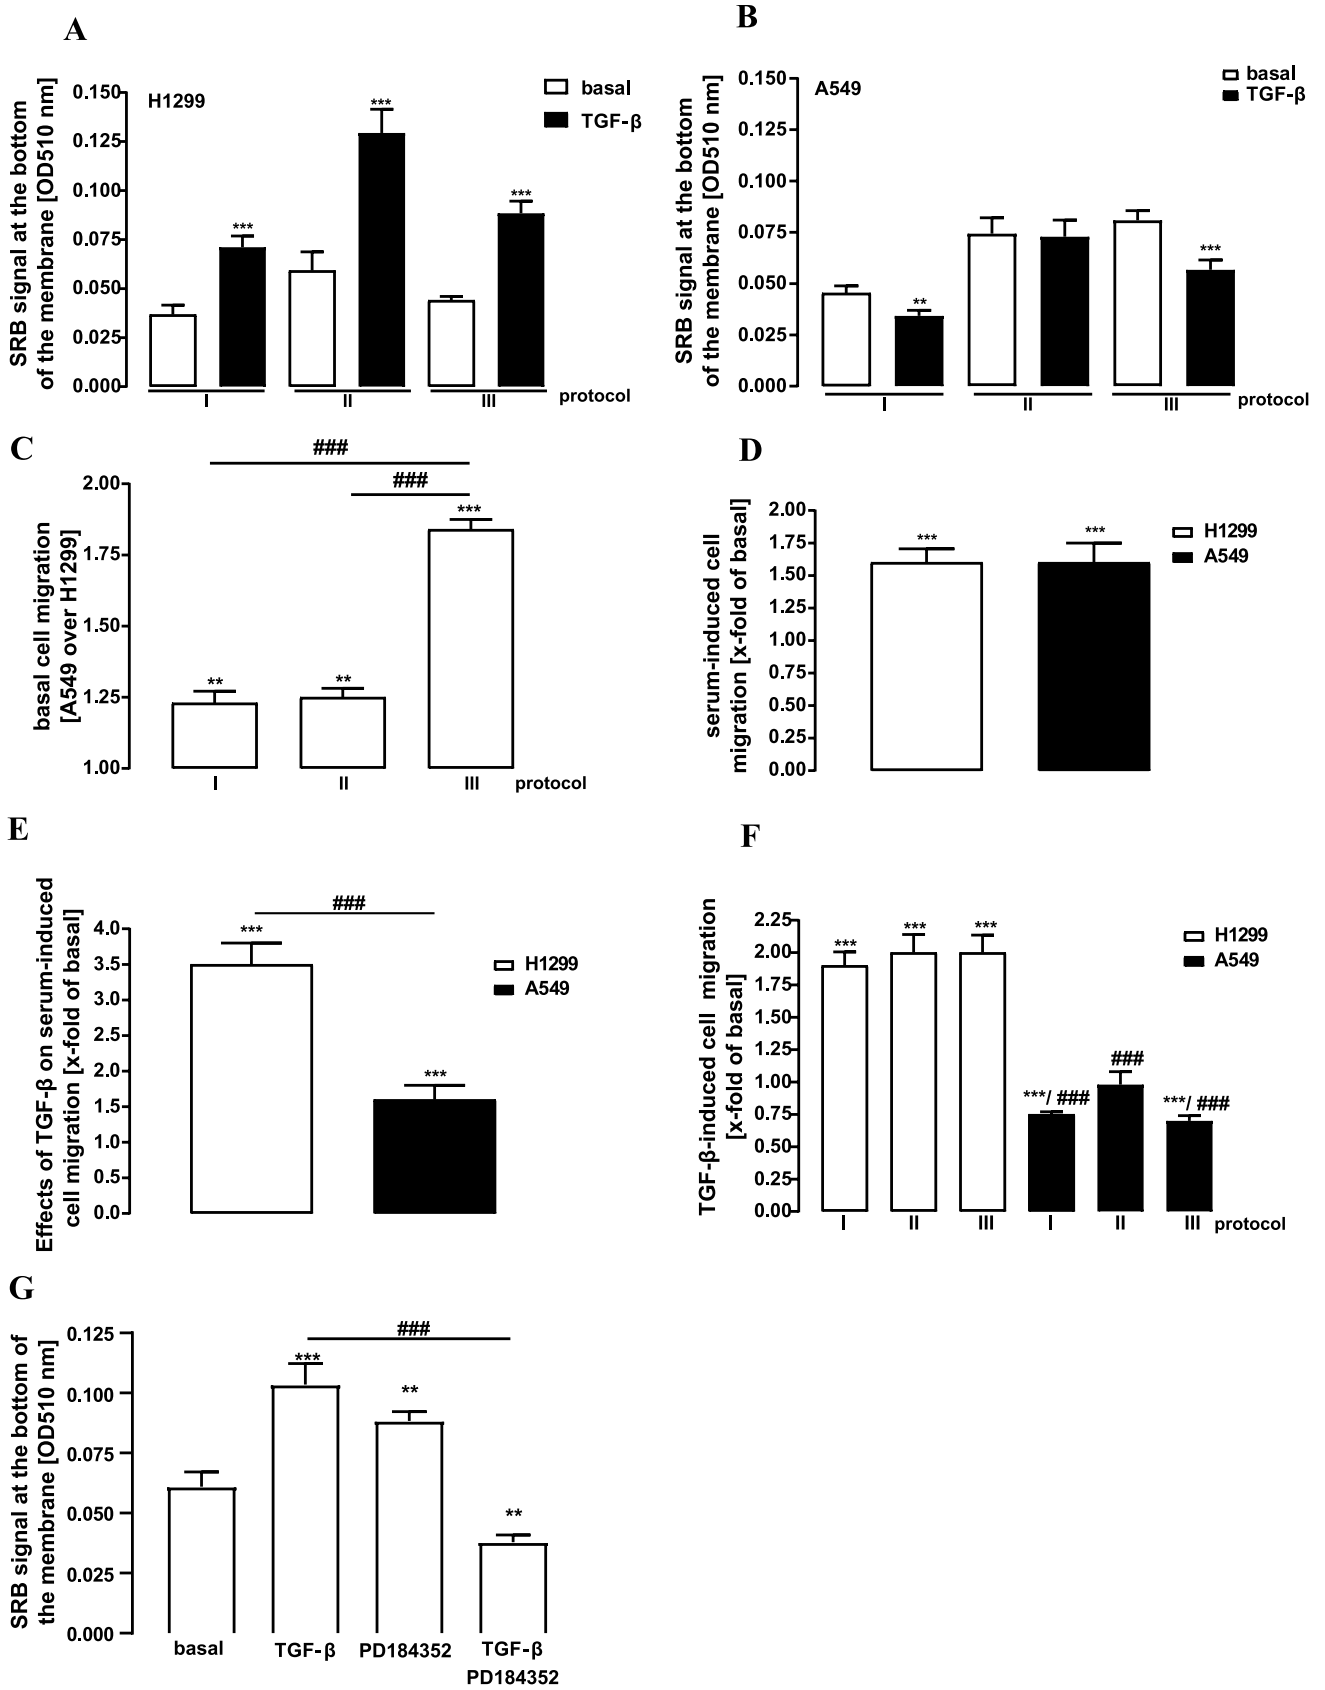 A
SRB signal at the bottom
of the membrane [OD510 nm]
0.150
0.125
0.100
0.075
0.050
0.025
0.000
H1299
basal
TGF-β
***
***
***
I
II
III
protocol
B
SRB signal at the bottom
of the membrane [OD510 nm]
0.150
0.125
0.100
0.075
0.050
0.025
0.000
A549
basal
TGF-β
**
***
I
II
III
protocol
C
basal cell migration
[A549 over H1299]
2.00
1.75
1.50
1.25
1.00
###
###
**
**
***
I
II
III
protocol
D
serum-induced cell
migration [x-fold of basal]
2.00
1.75
1.50
1.25
1.00
0.75
0.50
0.25
0.00
***
***
H1299
A549
E
Effects of TGF-β on serum-induced
cell migration [x-fold of basal]
4.0
3.5
3.0
2.5
2.0
1.5
1.0
0.5
0.0
###
***
***
H1299
A549
F
TGF-β-induced cell migration
[x-fold of basal]
2.25
2.00
1.75
1.50
1.25
1.00
0.75
0.50
0.25
0.00
***
***
***
***/ ###
###
***/ ###
H1299
A549
I
II
III
I
II
III
protocol
G
SRB signal at the bottom of
the membrane [OD510 nm]
0.125
0.100
0.075
0.050
0.025
0.000
###
***
**
**
basal
TGF-β
PD184352
TGF-β
PD184352